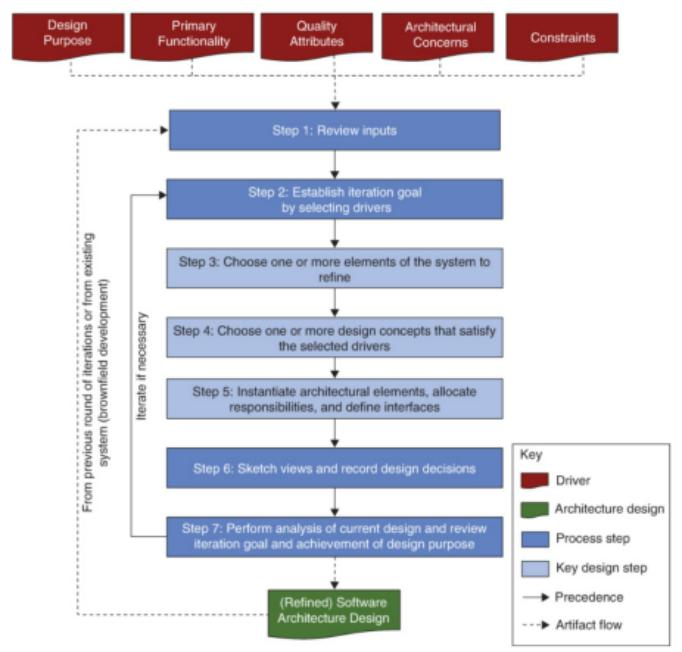 Design
Purpose
Primary
Functionality
Quality
Attributes
Architectural
Concerns
Constraints
Step 1: Review inputs
Step 2: Establish iteration goal
by selecting drivers
Step 3: Choose one or more elements of the system to
refine
Step 4: Choose one or more design concepts that satisfy
the selected drivers
Step 5: Instantiate architectural elements, allocate
responsibilities, and define interfaces
Step 6: Sketch views and record design decisions
Step 7: Perform analysis of current design and review
iteration goal and achievement of design purpose
(Refined) Software
Architecture Design
From previous round of iterations or from existing
system (brownfield development)
Iterate if necessary
Key
Driver
Architecture design
Process step
Key design step
Precedence
Artifact flow